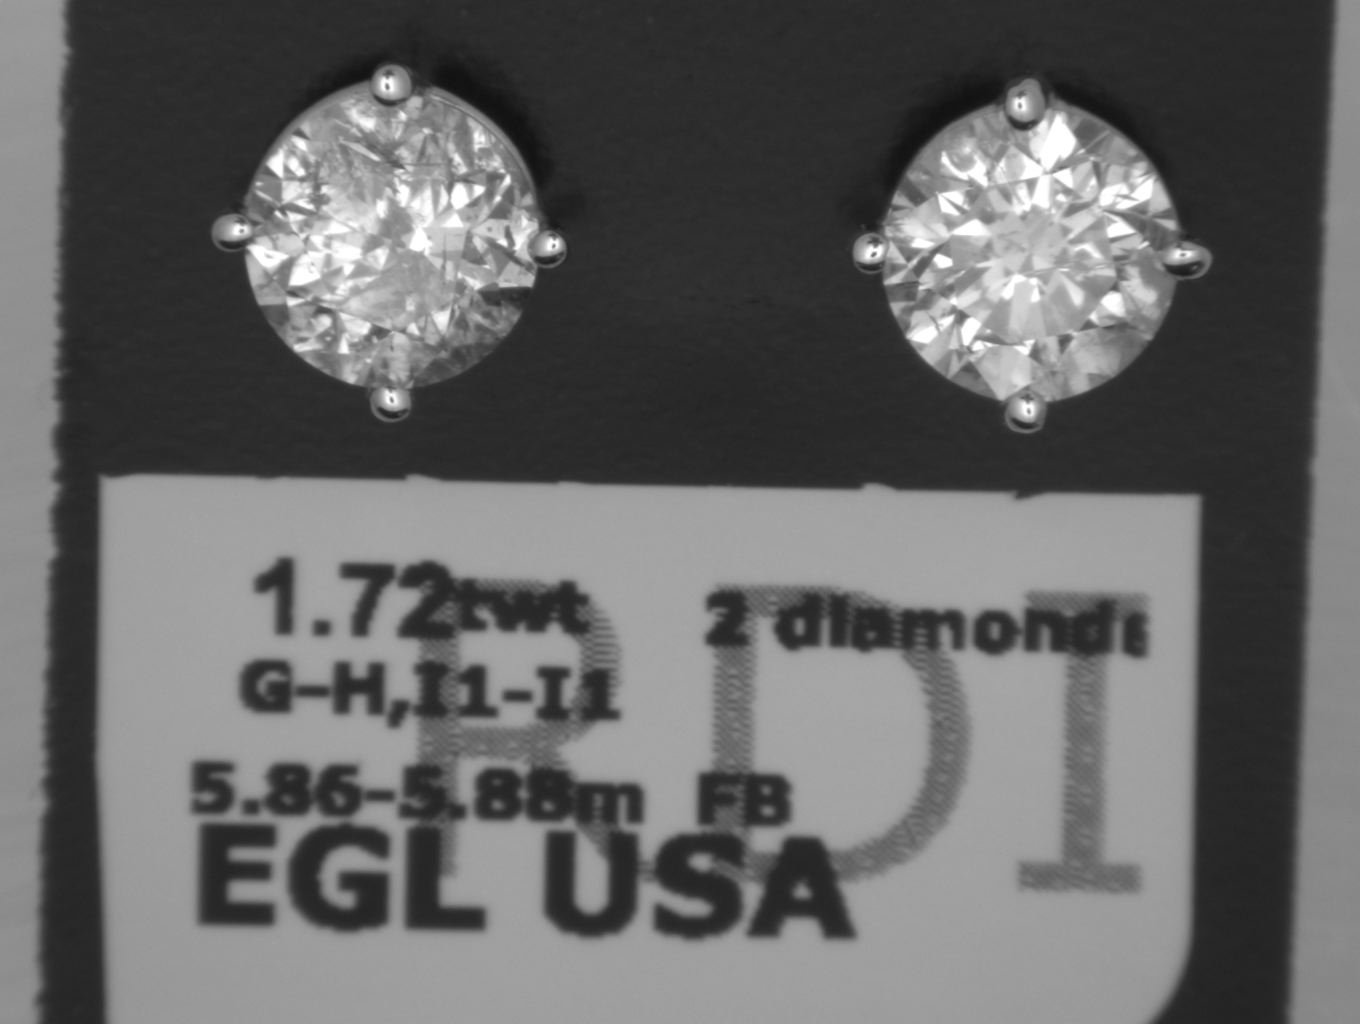 1.72twt 2 diamonds
G-H,I1-I1
5.86-5.88m FB
EGL USA
RDI